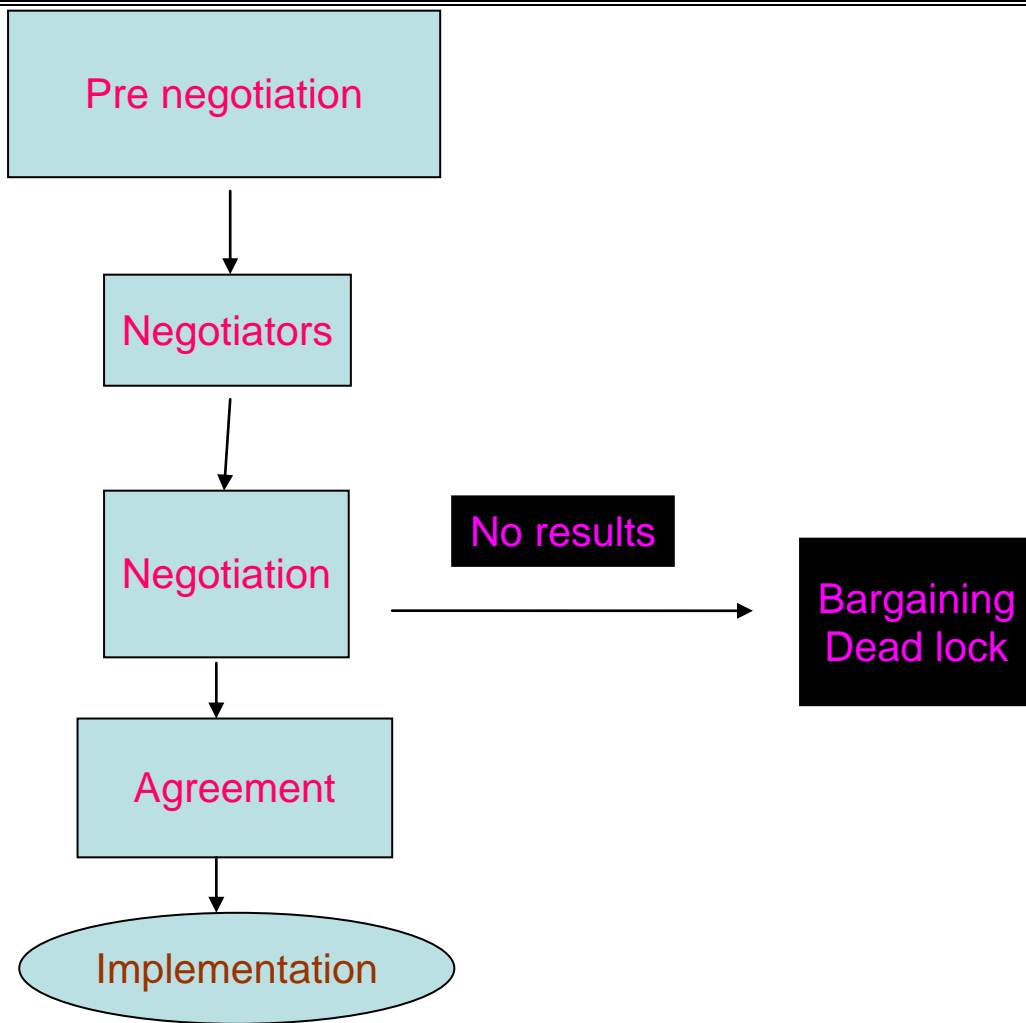 Pre negotiation
Negotiators
Negotiation
No results
Bargaining
Dead lock
Agreement
Implementation